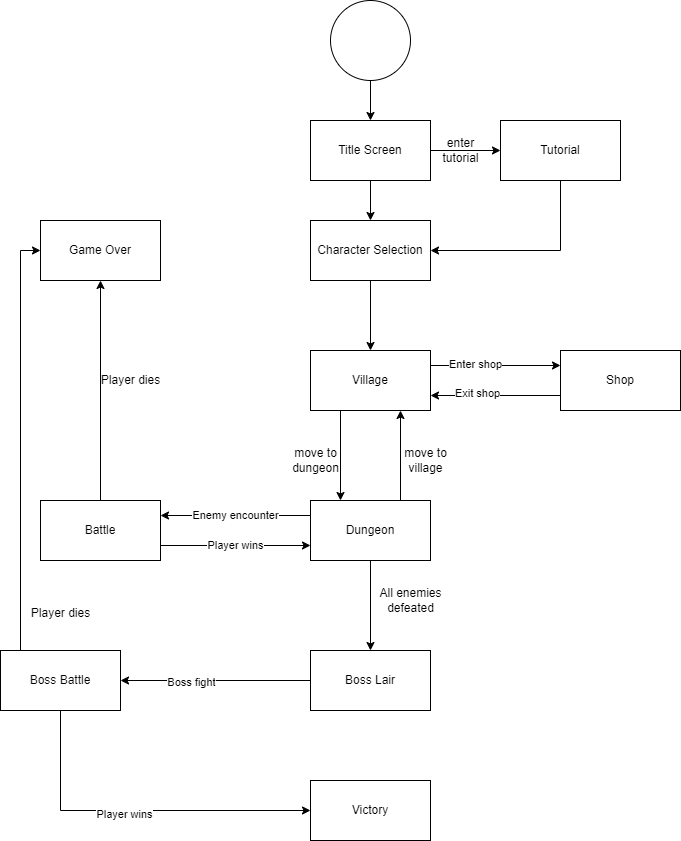 Title Screen
enter
tutorial
Tutorial
Game Over
Character Selection
Player dies
Village
Enter shop
Exit shop
Shop
move to
dungeon
move to
village
Battle
Enemy encounter
Player wins
Dungeon
All enemies
defeated
Player dies
Boss Battle
Boss fight
Boss Lair
Player wins
Victory